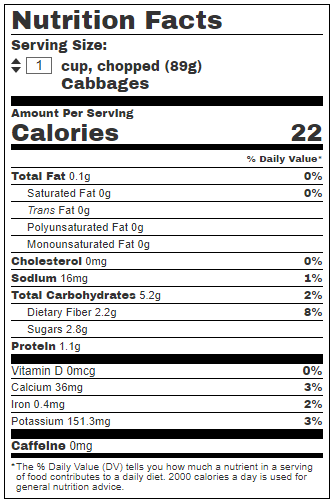 Nutrition Facts
Serving Size:
1 cup, chopped (89g)
Cabbages
Amount Per Serving
Calories 22
% Daily Value*
Total Fat 0.1g 0%
Saturated Fat 0g 0%
Trans Fat 0g
Polyunsaturated Fat 0g
Monounsaturated Fat 0g
Cholesterol 0mg 0%
Sodium 16mg 1%
Total Carbohydrates 5.2g 2%
Dietary Fiber 2.2g 8%
Sugars 2.8g
Protein 1.1g
Vitamin D 0mcg 0%
Calcium 36mg 3%
Iron 0.4mg 2%
Potassium 151.3mg 3%
Caffeine 0mg
*The % Daily Value (DV) tells you how much a nutrient in a serving
of food contributes to a daily diet. 2000 calories a day is used for
general nutrition advice.